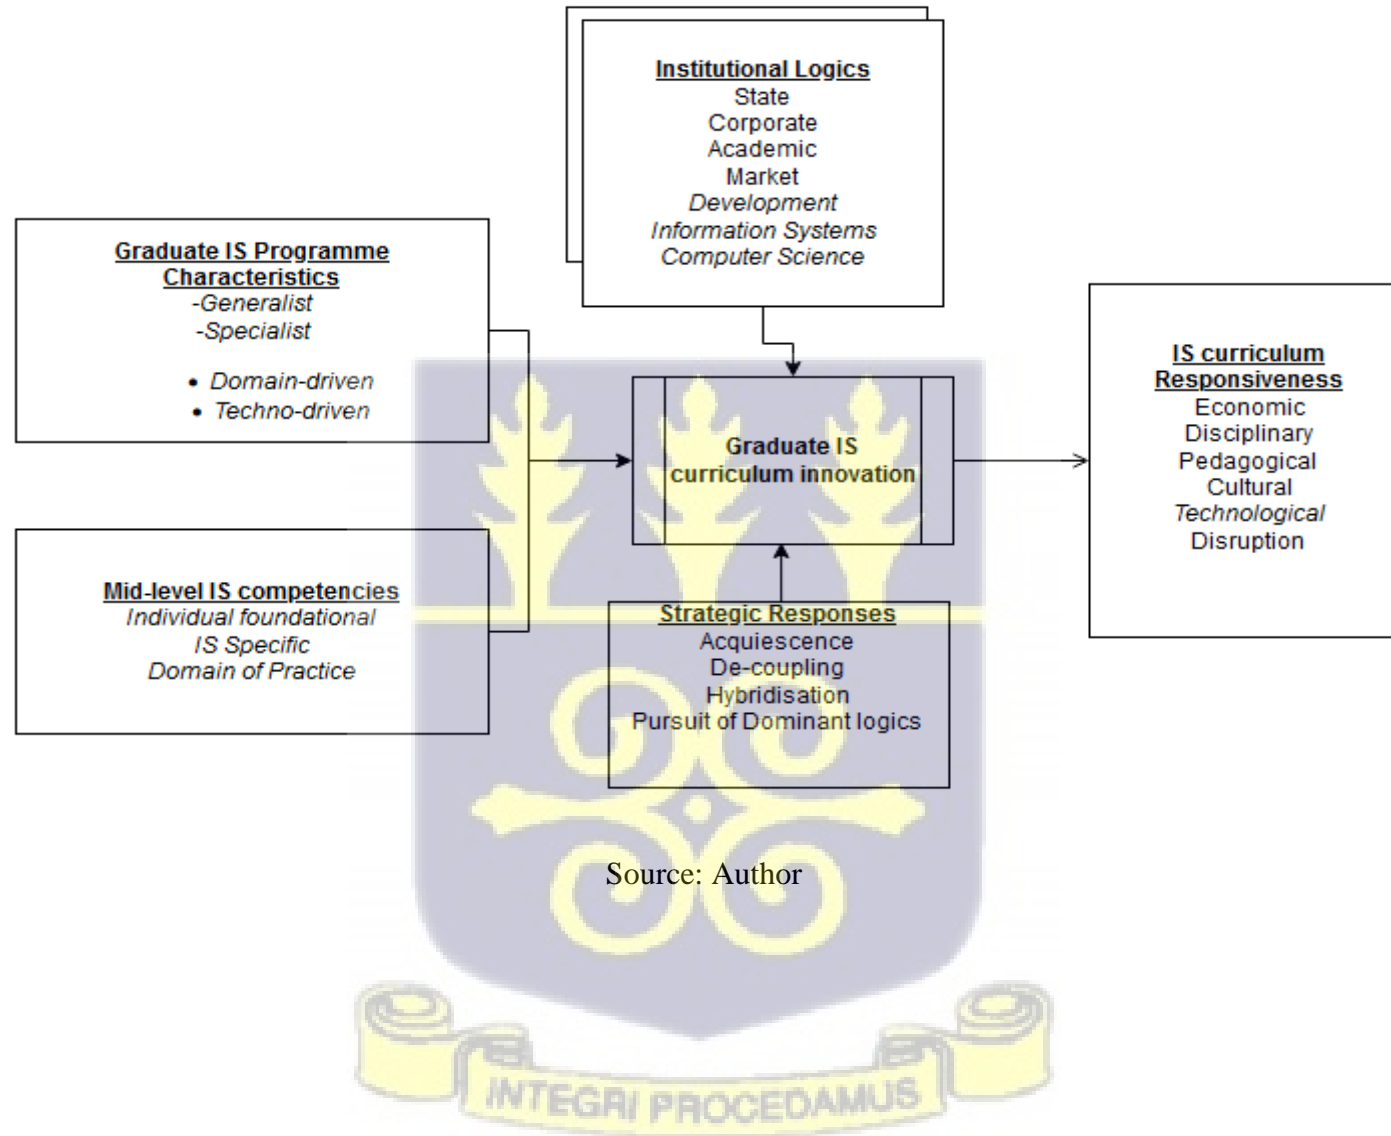 Institutional Logics
State
Corporate
Academic
Market
Development
Information Systems
Computer Science
Graduate IS Programme
Characteristics
-Generalist
-Specialist
• Domain-driven
• Techno-driven
Mid-level IS competencies
Individual foundational
IS Specific
Domain of Practice
Graduate IS
curriculum innovation
Strategic Responses
Acquiescence
De-coupling
Hybridisation
Pursuit of Dominant logics
IS curriculum
Responsiveness
Economic
Disciplinary
Pedagogical
Cultural
Technological
Disruption
Source: Author
INTEGRI PROCEDAMUS